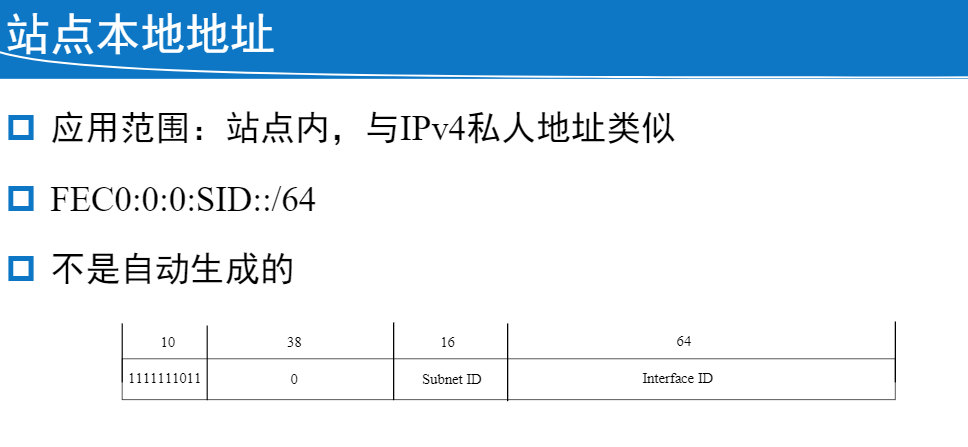 站点本地地址
应用范围：站点内，与IPv4私人地址类似
FEC0:0:0:SID::/64
不是自动生成的
10 38 16 64
1111111011 0 Subnet ID Interface ID